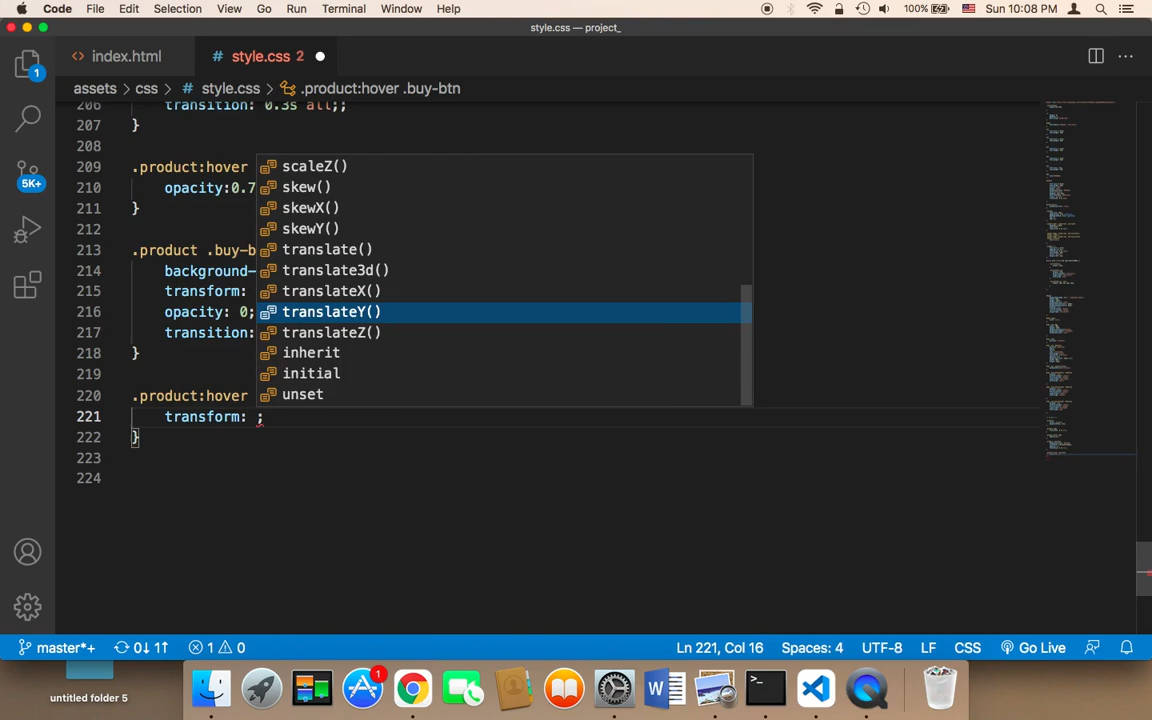 Code File Edit Selection View Go Run Terminal Window Help 100% Sun 10:08 PM
style.css — project_
index.html style.css 2
assets > css > style.css > .product:hover .buy-btn
206 transition: 0.3s all;;
207 }
208
209 .product:hover
210 opacity:0.7
211 }
212
213 .product .buy-b
214 background-
215 transform:
216 opacity: 0;
217 transition:
218 }
219
220 .product:hover
221 transform: ;
222 }
223
224
scaleZ()
skew()
skewX()
skewY()
translate()
translate3d()
translateX()
translateY()
translateZ()
inherit
initial
unset
1
5K+
master*+ 0↓ 1↑ 1 0 Ln 221, Col 16 Spaces: 4 UTF-8 LF CSS Go Live
1
untitled folder 5